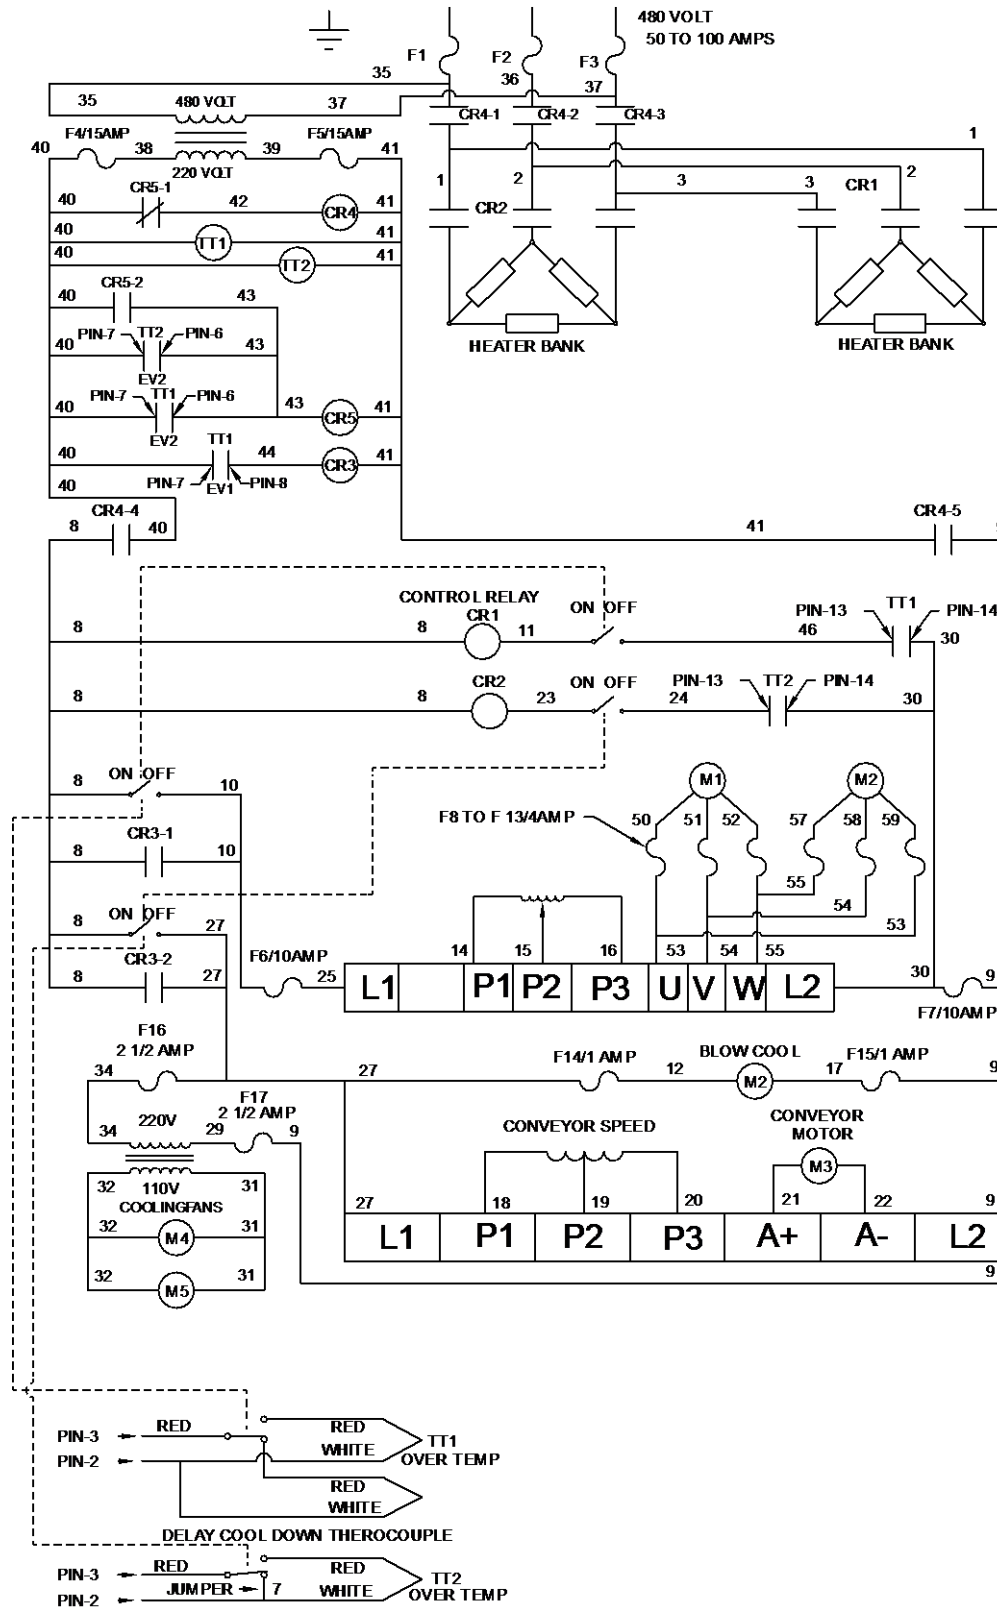 480 VOLT
50 TO 100 AMPS
F1
F2
F3
35
36
37
35
480 VOLT
37
CR4-1
CR4-2
CR4-3
F4/15AMP
F5/15AMP
1
40
38
39
41
220 VOLT
1
2
3
3
CR1
2
CR5-1
40
42
CR4
41
CR2
40
TT1
41
40
TT2
41
CR5-2
40
43
PIN-7
TT2
PIN-6
40
43
EV2
HEATER BANK
HEATER BANK
PIN-7
TT1
PIN-6
40
43
CR5
41
EV2
TT1
40
44
CR3
41
PIN-7
EV1
PIN-8
40
CR4-4
CR4-5
8
40
41
CONTROL RELAY
CR1
ON OFF
PIN-13
TT1
PIN-14
8
8
11
46
30
CR2
ON OFF
PIN-13
TT2
PIN-14
8
8
23
24
30
ON OFF
8
10
M1
M2
F8 TO F 13/4AMP
50
51
52
57
58
59
CR3-1
8
10
55
54
ON OFF
8
27
53
14
15
16
53
54
55
CR3-2
8
27
F6/10AMP
25
L1
P1
P2
P3
U
V
W
L2
30
9
F7/10AMP
F16
2 1/2 AMP
34
27
F14/1 AMP
12
BLOW COOL
M2
17
F15/1 AMP
9
F17
2 1/2 AMP
34
220V
29
9
CONVEYOR SPEED
CONVEYOR
MOTOR
M3
32
110V
31
COOLINGFANS
27
18
19
20
21
22
9
32
M4
31
L1
P1
P2
P3
A+
A-
L2
32
M5
31
9
PIN-3
RED
RED
TT1
PIN-2
WHITE
OVER TEMP
RED
WHITE
DELAY COOL DOWN THEROCOUPLE
PIN-3
RED
RED
TT2
JUMPER
7
WHITE
OVER TEMP
PIN-2